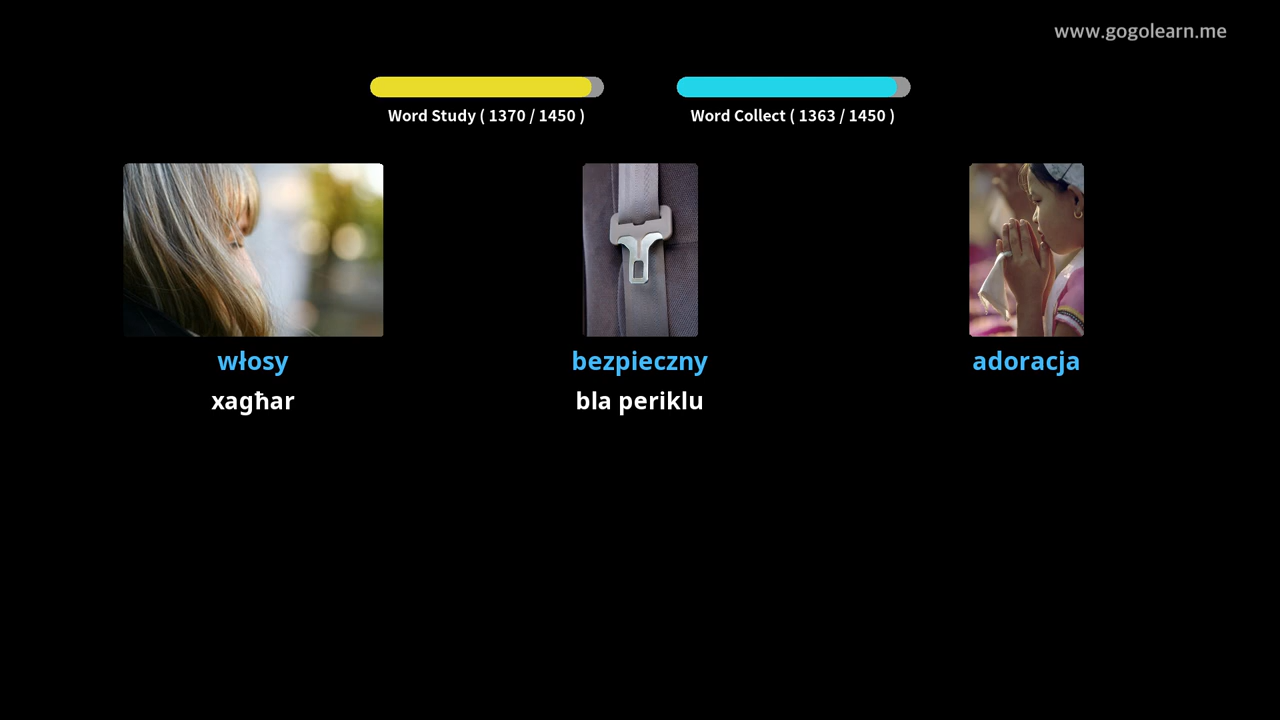 www.gogolearn.me
Word Study ( 1370 / 1450 )
Word Collect ( 1363 / 1450 )
włosy
bezpieczny
adoracja
xagħar
bla periklu